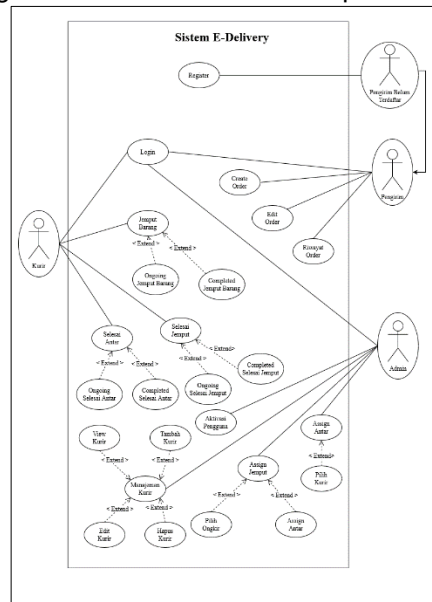 Sistem E-Delivery
Register
Pengirim Belum
Terdaftar
Login
Pengirim
Create
Order
Edit
Order
Riwayat
Order
Jemput
Barang
Kurir
< Extend >
< Extend >
Ongoing
Jemput Barang
Completed
Jemput Barang
Selesai
Antar
Selesai
Jemput
< Extend >
< Extend >
< Extend >
< Extend>
Completed
Selesai Jemput
Ongoing
Selesai Jemput
Admin
Ongoing
Selesai Antar
Completed
Selesai Antar
Aktivasi
Pengguna
Assign
Antar
View
Kurir
Tambah
Kurir
< Extend >
< Extend >
< Extend>
Assign
Jemput
Pilih
Kurir
Manajemen
Kurir
< Extend >
< Extend >
< Extend >
< Extend >
Edit
Kurir
Hapus
Kurir
Pilih
Ongkir
Assign
Antar